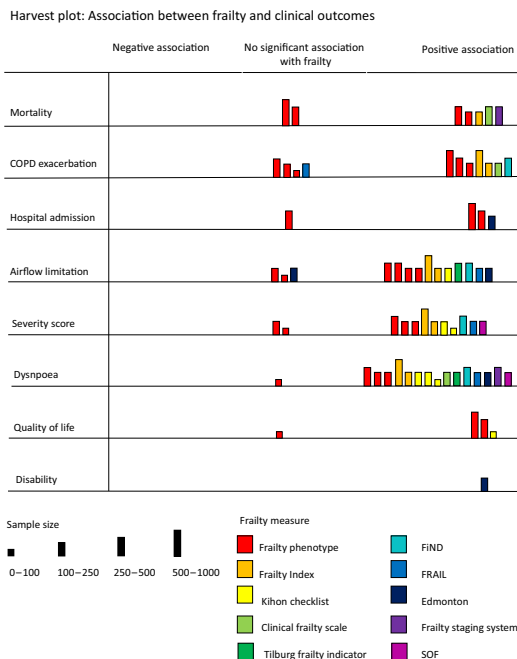 Harvest plot: Association between frailty and clinical outcomes
Negative association
No significant association
with frailty
Positive association
Mortality
COPD exacerbation
Hospital admission
Airflow limitation
Severity score
Dysnpoea
Quality of life
Disability
Sample size
0–100 100–250 250–500 500–1000
Frailty measure
Frailty phenotype
Frailty Index
Kihon checklist
Clinical frailty scale
Tilburg frailty indicator
FiND
FRAIL
Edmonton
Frailty staging system
SOF